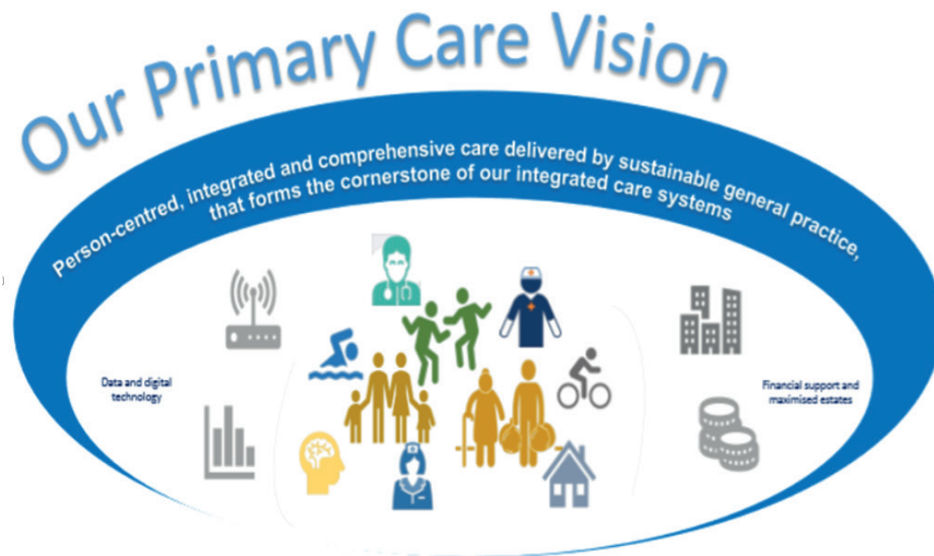 Our Primary Care Vision
Person-centred, integrated and comprehensive care delivered by sustainable general practice,
that forms the cornerstone of our integrated care systems
Data and digital
technology
Financial support and
maximised estates